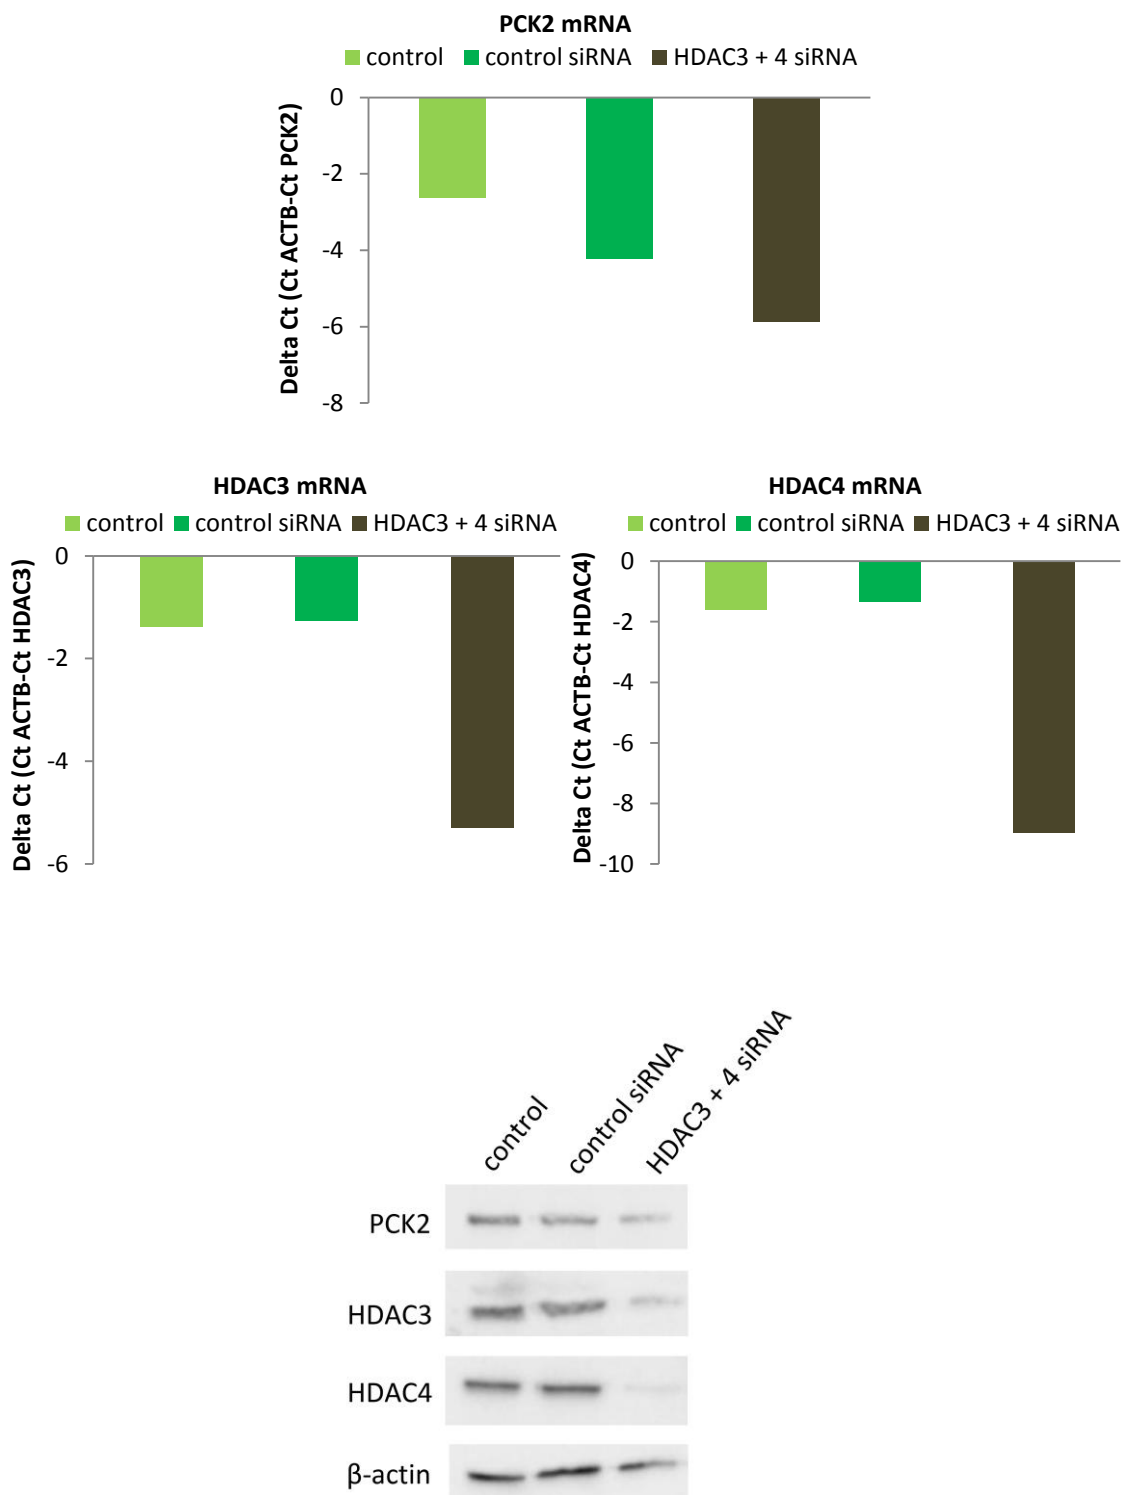 PCK2 mRNA
control control siRNA HDAC3 + 4 siRNA
Delta Ct (Ct ACTB-Ct PCK2)
0
-2
-4
-6
-8
HDAC3 mRNA
control control siRNA HDAC3 + 4 siRNA
Delta Ct (Ct ACTB-Ct HDAC3)
0
-2
-4
-6
HDAC4 mRNA
control control siRNA HDAC3 + 4 siRNA
Delta Ct (Ct ACTB-Ct HDAC4)
0
-2
-4
-6
-8
-10
control
control siRNA
HDAC3 + 4 siRNA
PCK2
HDAC3
HDAC4
β-actin